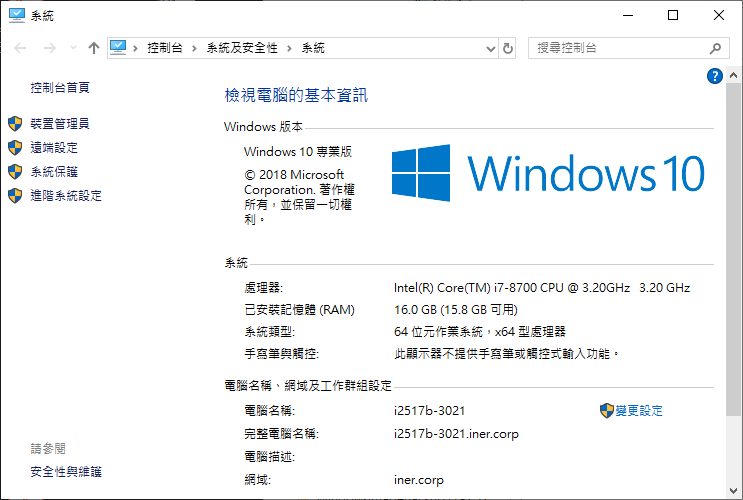 系統
控制台 › 系統及安全性 › 系統
搜尋控制台
控制台首頁
裝置管理員
遠端設定
系統保護
進階系統設定
請參閱
安全性與維護
?
檢視電腦的基本資訊
Windows 版本
Windows 10 專業版
© 2018 Microsoft
Corporation. 著作權
所有，並保留一切權
利。
Windows 10
系統
處理器: Intel(R) Core(TM) i7-8700 CPU @ 3.20GHz 3.20 GHz
已安裝記憶體 (RAM) 16.0 GB (15.8 GB 可用)
系統類型: 64 位元作業系統，x64 型處理器
手寫筆與觸控: 此顯示器不提供手寫筆或觸控式輸入功能。
電腦名稱、網域及工作群組設定
電腦名稱: i2517b-3021 變更設定
完整電腦名稱: i2517b-3021.iner.corp
電腦描述:
網域: iner.corp